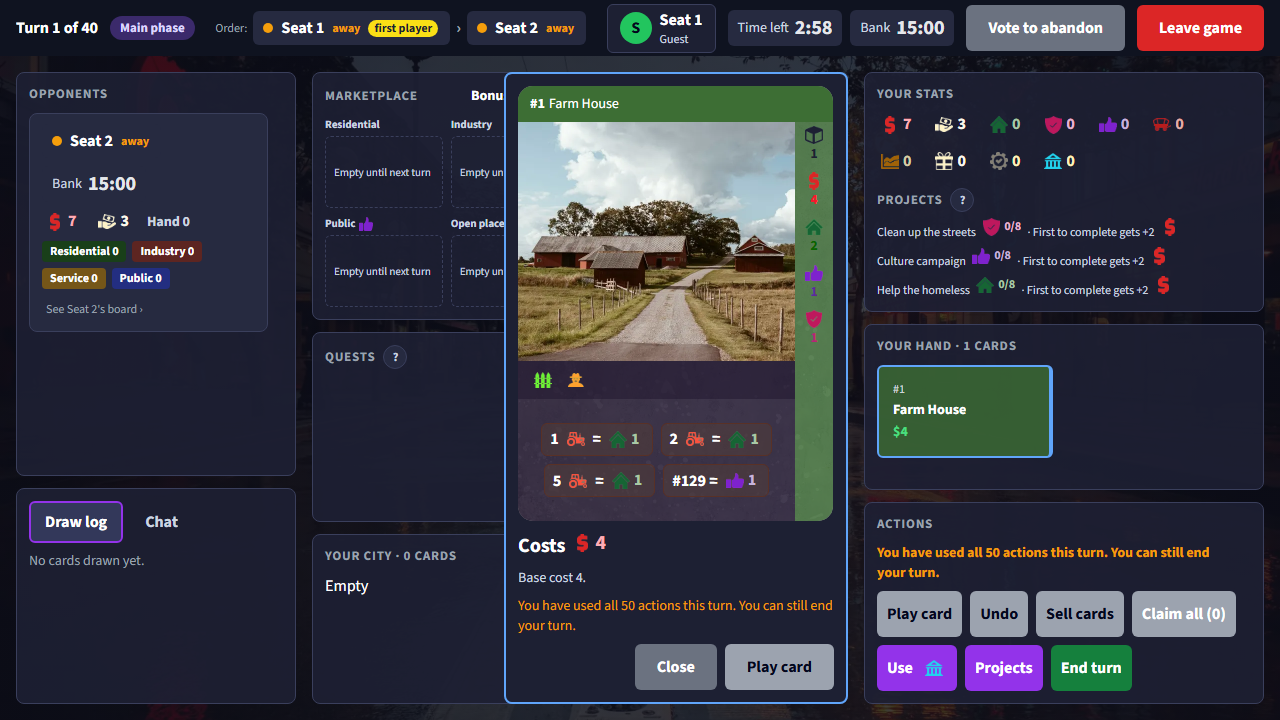 Turn 1 of 40
Main phase
Order:
Seat 1 away first player
›
Seat 2 away
S
Seat 1
Guest
Time left 2:58
Bank 15:00
Vote to abandon
Leave game
OPPONENTS
Seat 2 away
Bank 15:00
7 3 Hand 0
Residential 0 Industry 0
Service 0 Public 0
See Seat 2's board ›
Draw log
Chat
No cards drawn yet.
MARKETPLACE
Bonu
Residential
Industry
Empty until next turn
Empty un
Public
Open place
Empty until next turn
Empty un
QUESTS ?
YOUR CITY · 0 CARDS
Empty
#1 Farm House
1
4
2
1
1
1 = 1
2 = 1
5 = 1
#129 = 1
Costs $ 4
Base cost 4.
You have used all 50 actions this turn. You can still end
your turn.
Close
Play card
YOUR STATS
$ 7 3 0 0 0 0
0 0 0 0
PROJECTS ?
Clean up the streets 0/8 · First to complete gets +2 $
Culture campaign 0/8 · First to complete gets +2 $
Help the homeless 0/8 · First to complete gets +2 $
YOUR HAND · 1 CARDS
#1
Farm House
$4
ACTIONS
You have used all 50 actions this turn. You can still end
your turn.
Play card
Undo
Sell cards
Claim all (0)
Use
Projects
End turn